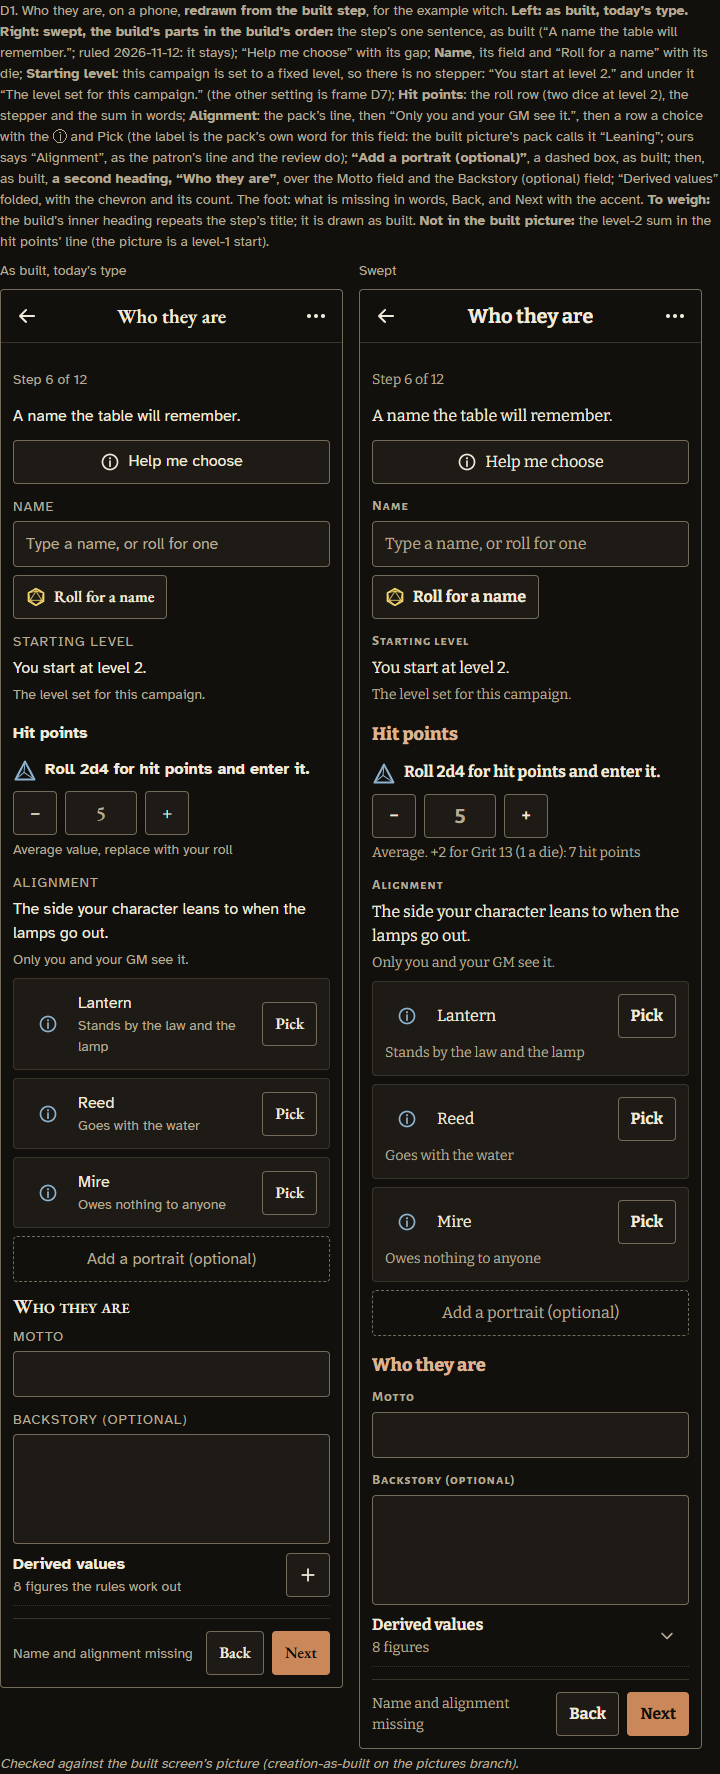 D1. Who they are, on a phone, redrawn from the built step, for the example witch. Left: as built, today's type.
Right: swept, the build's parts in the build's order: the step's one sentence, as built (“A name the table will
remember.”; ruled 2026-11-12: it stays); “Help me choose” with its gap; Name, its field and “Roll for a name” with its
die; Starting level: this campaign is set to a fixed level, so there is no stepper: “You start at level 2.” and under it
“The level set for this campaign.” (the other setting is frame D7); Hit points: the roll row (two dice at level 2), the
stepper and the sum in words; Alignment: the pack's line, then “Only you and your GM see it.”, then a row a choice
with the ⓘ and Pick (the label is the pack's own word for this field: the built picture's pack calls it “Leaning”; ours
says “Alignment”, as the patron's line and the review do); “Add a portrait (optional)”, a dashed box, as built; then,
as built, a second heading, “Who they are”, over the Motto field and the Backstory (optional) field; “Derived values”
folded, with the chevron and its count. The foot: what is missing in words, Back, and Next with the accent. To weigh:
the build's inner heading repeats the step's title; it is drawn as built. Not in the built picture: the level-2 sum in the
hit points' line (the picture is a level-1 start).
As built, today's type
Who they are
Step 6 of 12
A name the table will remember.
Help me choose
NAME
Type a name, or roll for one
Roll for a name
STARTING LEVEL
You start at level 2.
The level set for this campaign.
Hit points
Roll 2d4 for hit points and enter it.
− 5 +
Average value, replace with your roll
ALIGNMENT
The side your character leans to when the
lamps go out.
Only you and your GM see it.
Lantern
Stands by the law and the
lamp
Pick
Reed
Goes with the water
Pick
Mire
Owes nothing to anyone
Pick
Add a portrait (optional)
WHO THEY ARE
MOTTO
BACKSTORY (OPTIONAL)
Derived values
8 figures the rules work out
+
Name and alignment missing
Back
Next
Swept
Who they are
Step 6 of 12
A name the table will remember.
Help me choose
NAME
Type a name, or roll for one
Roll for a name
STARTING LEVEL
You start at level 2.
The level set for this campaign.
Hit points
Roll 2d4 for hit points and enter it.
− 5 +
Average. +2 for Grit 13 (1 a die): 7 hit points
ALIGNMENT
The side your character leans to when the
lamps go out.
Only you and your GM see it.
Lantern
Pick
Stands by the law and the lamp
Reed
Pick
Goes with the water
Mire
Pick
Owes nothing to anyone
Add a portrait (optional)
Who they are
MOTTO
BACKSTORY (OPTIONAL)
Derived values
8 figures
Name and alignment
missing
Back
Next
Checked against the built screen's picture (creation-as-built on the pictures branch).